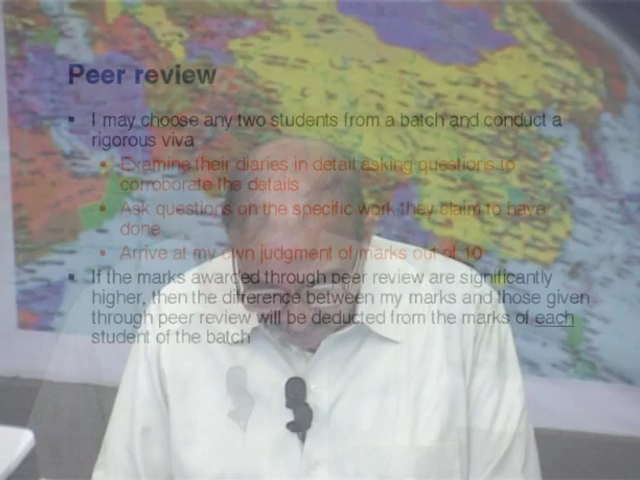 Peer review
▪ I may choose any two students from a batch and conduct a
rigorous viva
• Examine their diaries in detail asking questions to
corroborate the details
• Ask questions on the specific work they claim to have
done
• Arrive at my own judgment of marks out of 10
▪ If the marks awarded through peer review are significantly
higher, then the difference between my marks and those given
through peer review will be deducted from the marks of each
student of the batch